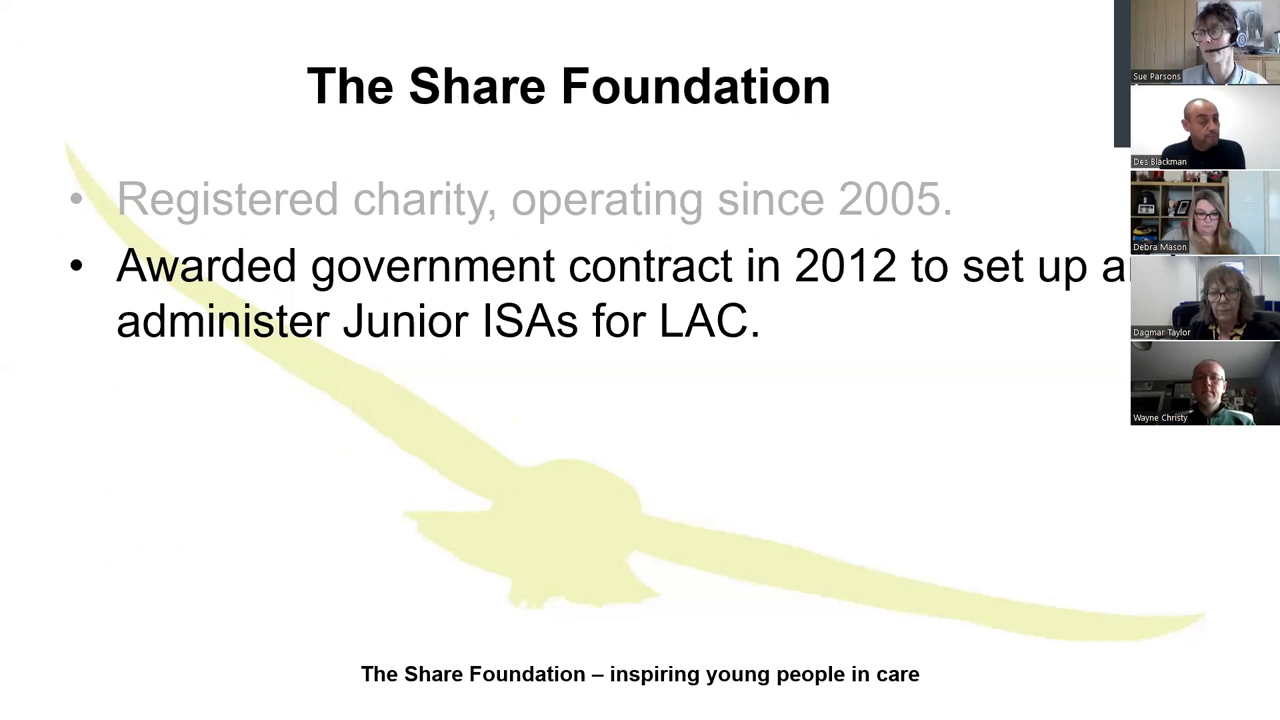 The Share Foundation
• Registered charity, operating since 2005.
• Awarded government contract in 2012 to set up
administer Junior ISAs for LAC.
The Share Foundation – inspiring young people in care
Sue Parsons
Des Blackman
Debra Mason
Dagmar Taylor
Wayne Christy